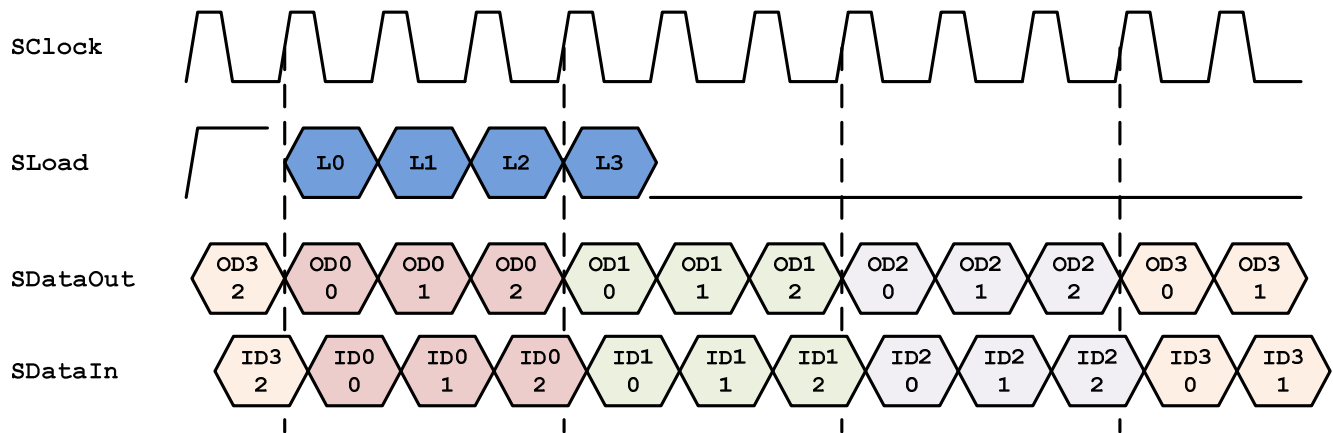 SClock
SLoad L0 L1 L2 L3
SDataOut
OD3 OD0 OD0 OD0 OD1 OD1 OD1 OD2 OD2 OD2 OD3 OD3
2 0 1 2 0 1 2 0 1 2 0 1
SDataIn
ID3 ID0 ID0 ID0 ID1 ID1 ID1 ID2 ID2 ID2 ID3 ID3
2 0 1 2 0 1 2 0 1 2 0 1